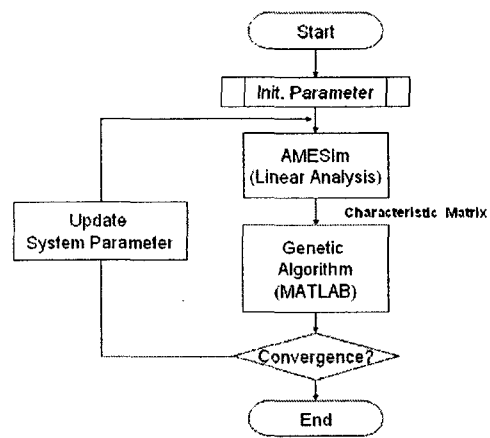 Start
Init. Parameter
AMESim
(Linear Analysis)
Characteristic Matrix
Update
System Parameter
Genetic
Algorithm
(MATLAB)
Convergence?
End